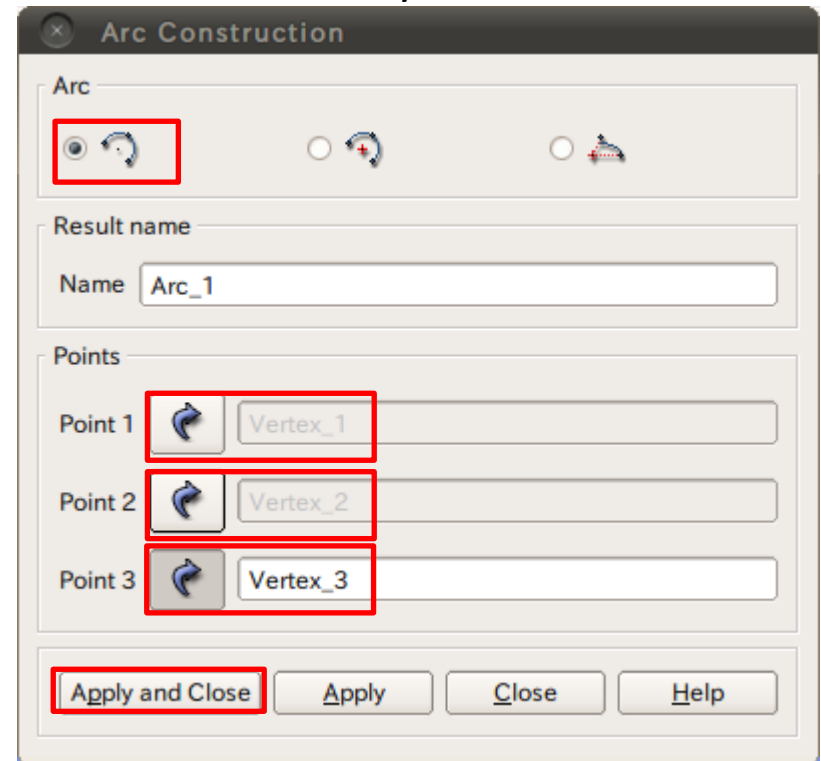 Arc Construction
Arc
Result name
Name Arc_1
Points
Point 1 Vertex_1
Point 2 Vertex_2
Point 3 Vertex_3
Apply and Close Apply Close Help